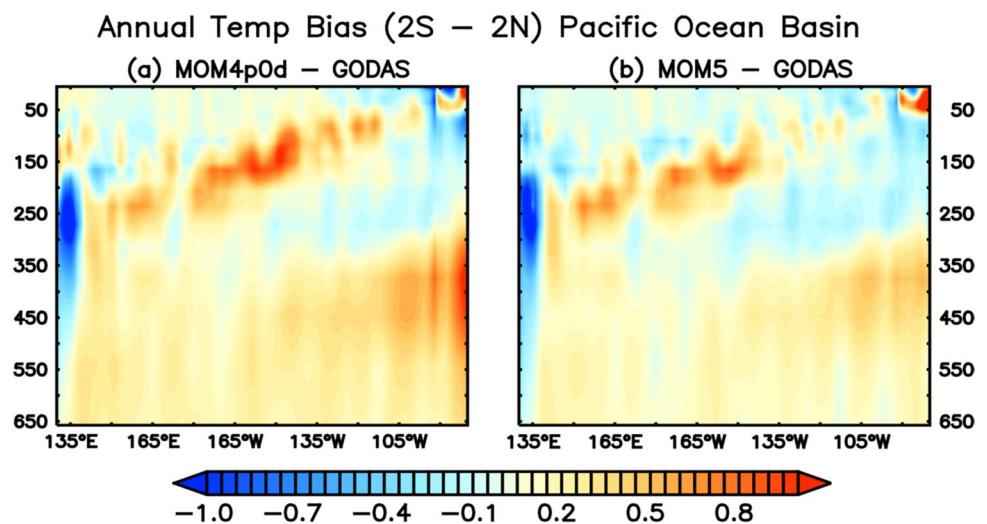 Annual Temp Bias (2S – 2N) Pacific Ocean Basin
(a) MOM4p0d – GODAS
(b) MOM5 – GODAS
50
150
250
350
450
550
650
135°E 165°E 165°W 135°W 105°W
135°E 165°E 165°W 135°W 105°W
50
150
250
350
450
550
650
−1.0 −0.7 −0.4 −0.1 0.2 0.5 0.8